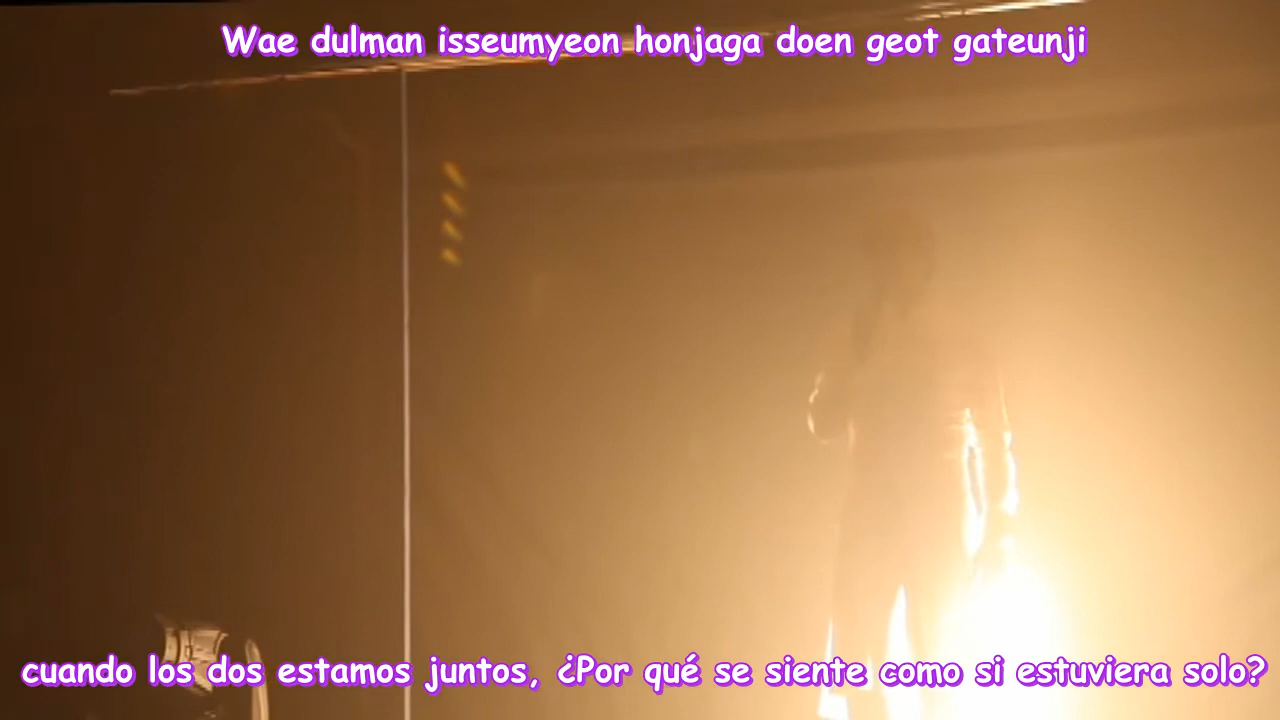 Wae dulman isseumyeon honjaga doen geot gateunji
cuando los dos estamos juntos, ¿Por qué se siente como si estuviera solo?